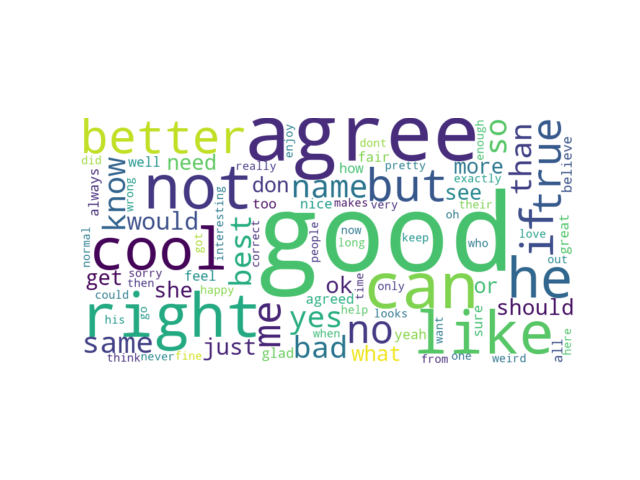 better
agree
enjoy
dont
fair
enough
so
than
if
true
believe
did
always
know
wrong
well
need
really
how
pretty
more
exactly
not
don
name
but
see
would
too
nice
makes
very
their
interesting
correct
people
good
oh
love
great
normal
cool
got
best
now
long
keep
who
out
he
get
sorry
then
feel
she
happy
ok
time
only
can
or
could
his
go
right
me
agreed
yes
help
looks
like
sure
should
same
just
when
no
yeah
want
think
never
fine
glad
bad
what
from
one
weird
all
here